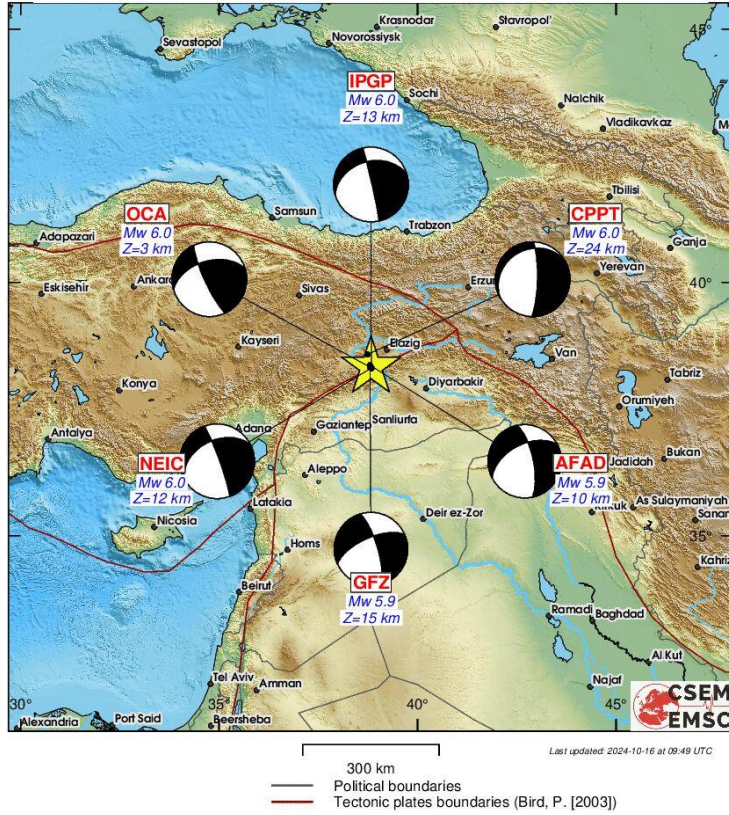 Krasnodar
Stavropol'
45°
Sevastopol
Novorossiysk
IPGP
Mw 6.0
Z=13 km
Sochi
Nalchik
Vladikavkaz
Tbilisi
OCA
Mw 6.0
Z=3 km
Samsun
Trabzon
CPPT
Mw 6.0
Z=24 km
Adapazari
Ganja
Yerevan
Eskisehir
Sivas
40°
Kayseri
Elazig
Van
Tabriz
Konya
Diyarbakir
Orumiyeh
Antalya
Adana
Gaziantep
Sanliurfa
NEIC
Mw 6.0
Z=12 km
Aleppo
AFAD
Mw 5.9
Z=10 km
Jadidah
Bukan
Latakia
Nicosia
Deir ez-Zor
As Sulaymaniyah
35°
Homs
GFZ
Mw 5.9
Z=15 km
Beirut
Ramadi
Baghdad
Al Kut
Tel Aviv
Amman
Najaf
30°
35°
40°
45°
Alexandria
Port Said
Beersheba
CSEM
EMSC
300 km
Last updated: 2024-10-16 at 09:49 UTC
Political boundaries
Tectonic plates boundaries (Bird, P. [2003])